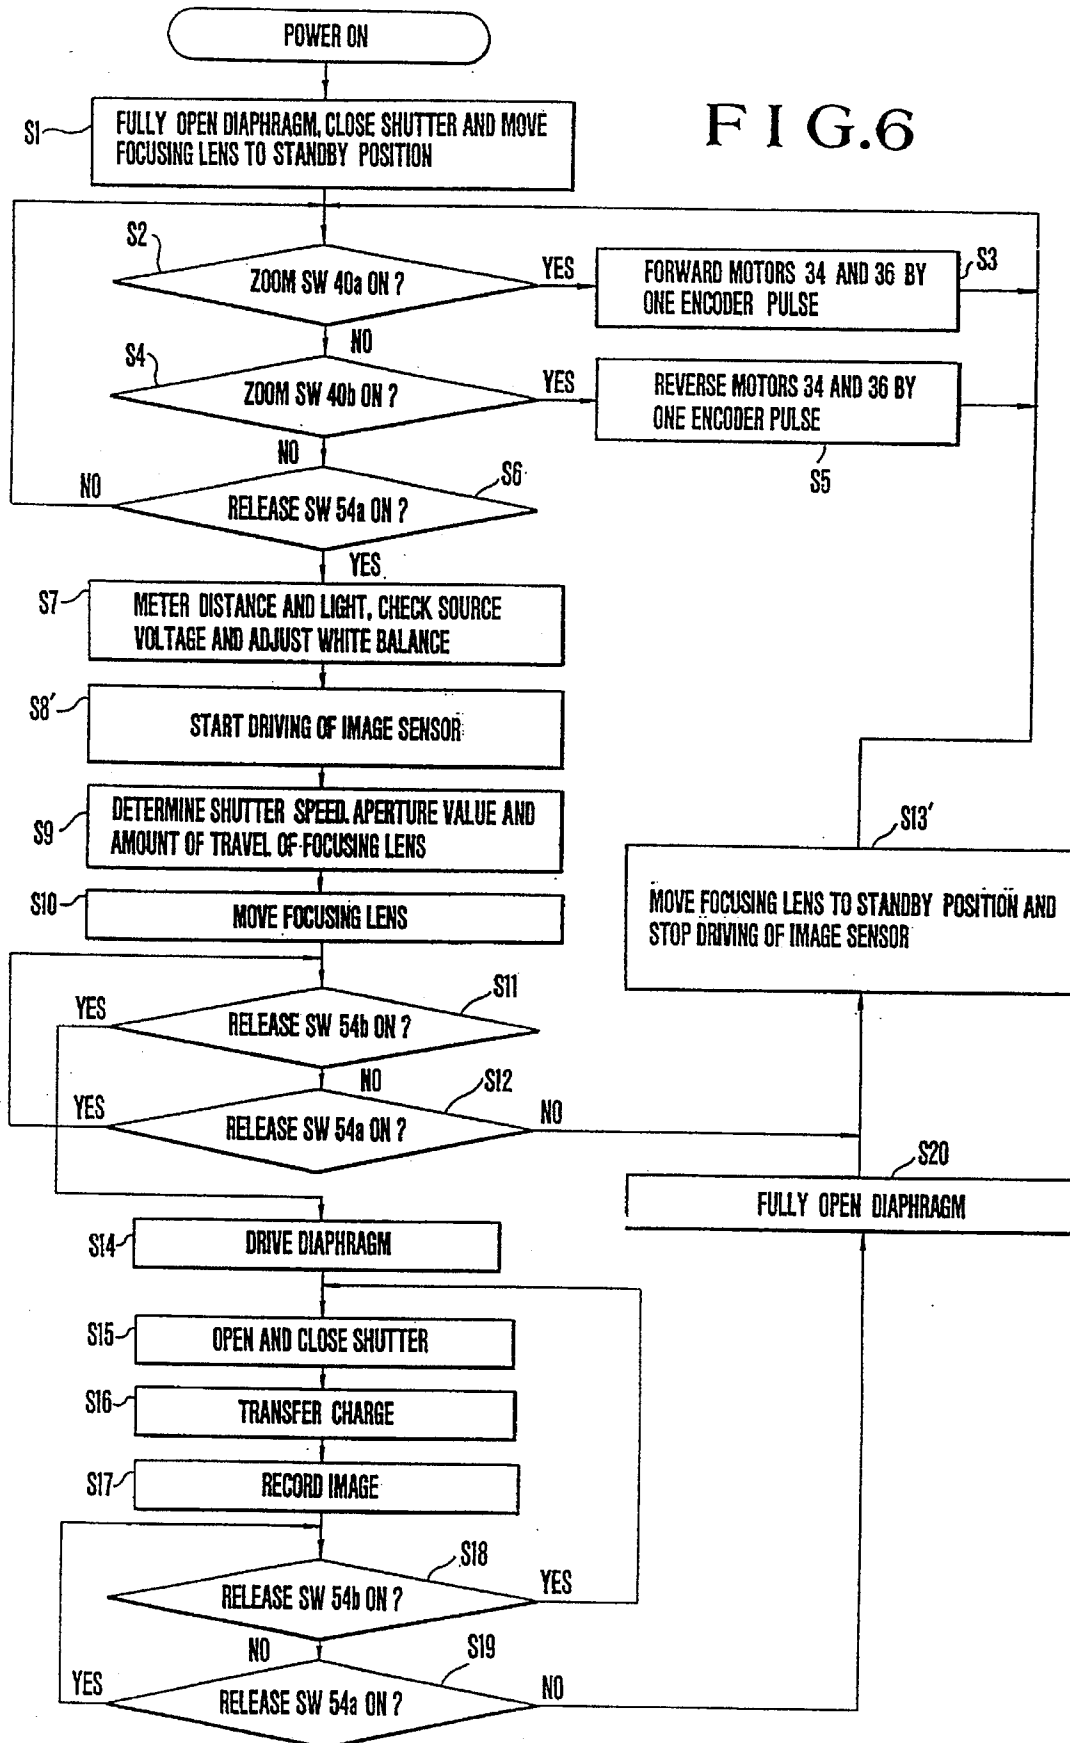 POWER ON
FIG.6
S1
FULLY OPEN DIAPHRAGM, CLOSE SHUTTER AND MOVE
FOCUSING LENS TO STANDBY POSITION
S2
ZOOM SW 40a ON ?
YES
FORWARD MOTORS 34 AND 36 BY
ONE ENCODER PULSE
S3
NO
S4
ZOOM SW 40b ON ?
YES
REVERSE MOTORS 34 AND 36 BY
ONE ENCODER PULSE
S5
NO
S6
NO
RELEASE SW 54a ON ?
YES
S7
METER DISTANCE AND LIGHT, CHECK SOURCE
VOLTAGE AND ADJUST WHITE BALANCE
S8'
START DRIVING OF IMAGE SENSOR
S9
DETERMINE SHUTTER SPEED. APERTURE VALUE AND
AMOUNT OF TRAVEL OF FOCUSING LENS
S10
MOVE FOCUSING LENS
S13'
MOVE FOCUSING LENS TO STANDBY POSITION AND
STOP DRIVING OF IMAGE SENSOR
S11
YES
RELEASE SW 54b ON ?
NO
S12
YES
RELEASE SW 54a ON ?
NO
S20
FULLY OPEN DIAPHRAGM
S14
DRIVE DIAPHRAGM
S15
OPEN AND CLOSE SHUTTER
S16
TRANSFER CHARGE
S17
RECORD IMAGE
S18
RELEASE SW 54b ON ?
YES
NO
S19
YES
RELEASE SW 54a ON ?
NO